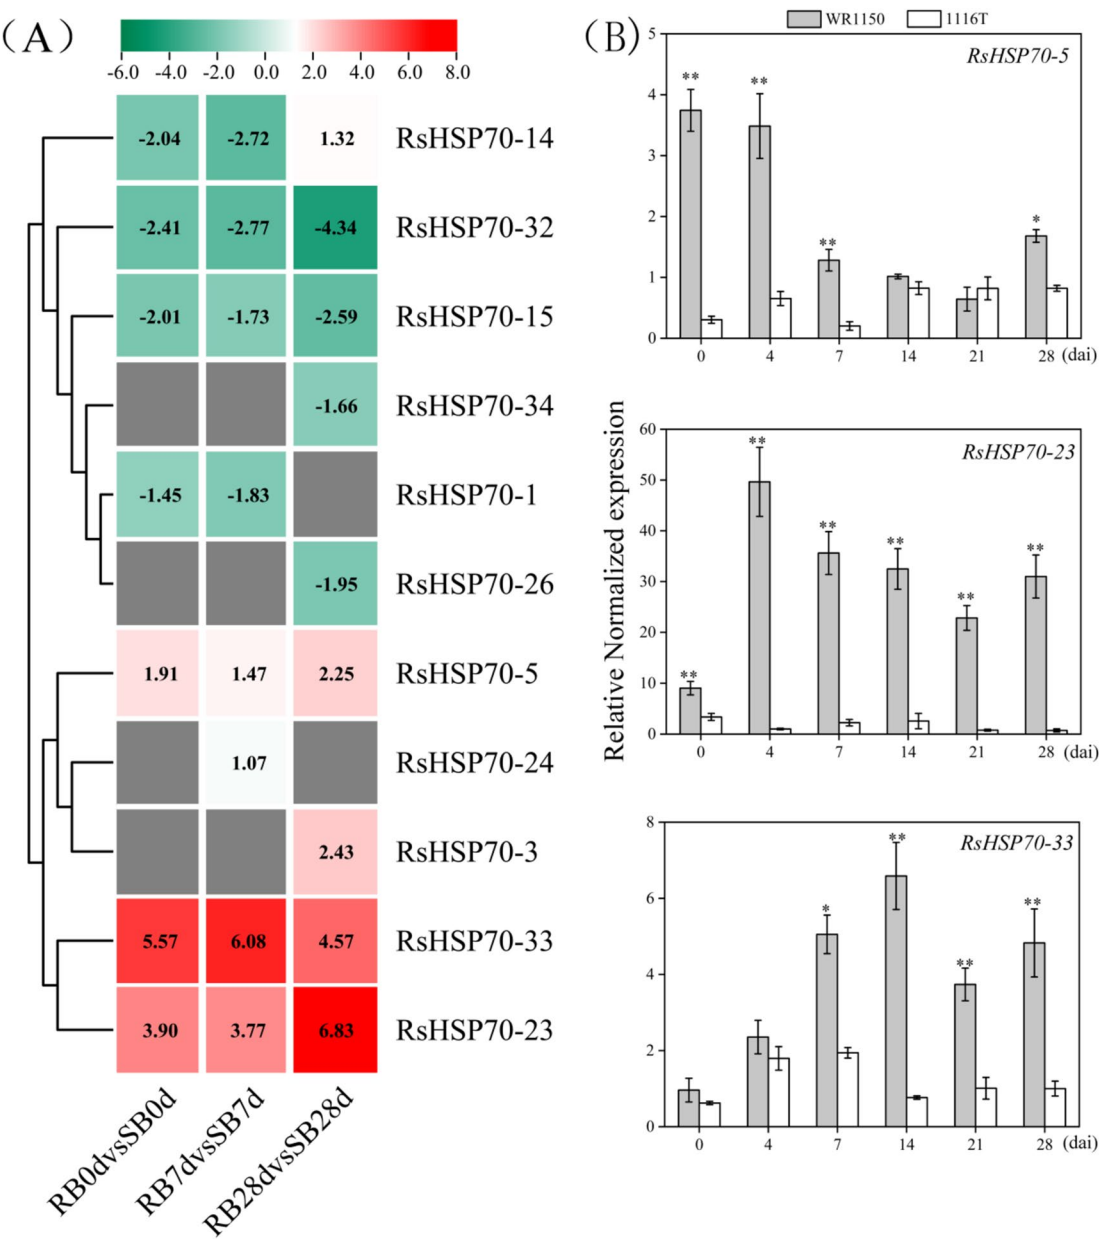 (A)
-6.0 -4.0 -2.0 0.0 2.0 4.0 6.0 8.0
-2.04 -2.72 1.32 RsHSP70-14
-2.41 -2.77 -4.34 RsHSP70-32
-2.01 -1.73 -2.59 RsHSP70-15
-1.66 RsHSP70-34
-1.45 -1.83 RsHSP70-1
-1.95 RsHSP70-26
1.91 1.47 2.25 RsHSP70-5
1.07 RsHSP70-24
2.43 RsHSP70-3
5.57 6.08 4.57 RsHSP70-33
3.90 3.77 6.83 RsHSP70-23
RB0dvsSB0d
RB7dvsSB7d
RB28dvsSB28d
(B)
WR1150 1116T
Relative Normalized expression
RsHSP70-5
5
4
3
2
1
0
** ** ** *
0 4 7 14 21 28 (dai)
RsHSP70-23
60
50
40
30
20
10
0
** ** ** ** ** **
0 4 7 14 21 28 (dai)
RsHSP70-33
8
6
4
2
0
* ** ** **
0 4 7 14 21 28 (dai)